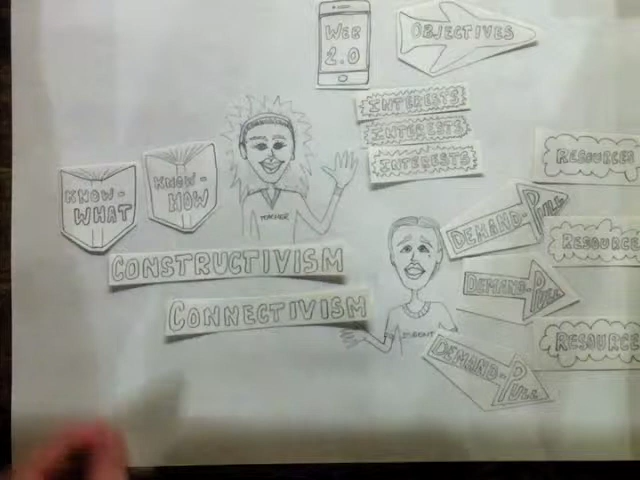 WEB
2.0
OBJECTIVES
INTERESTS
INTERESTS
INTERESTS
KNOW-
WHAT
KNOW-
HOW
TEACHER
CONSTRUCTIVISM
CONNECTIVISM
STUDENT
DEMAND-PULL
DEMAND-PULL
DEMAND-PULL
RESOURCES
RESOURCE
RESOURCE